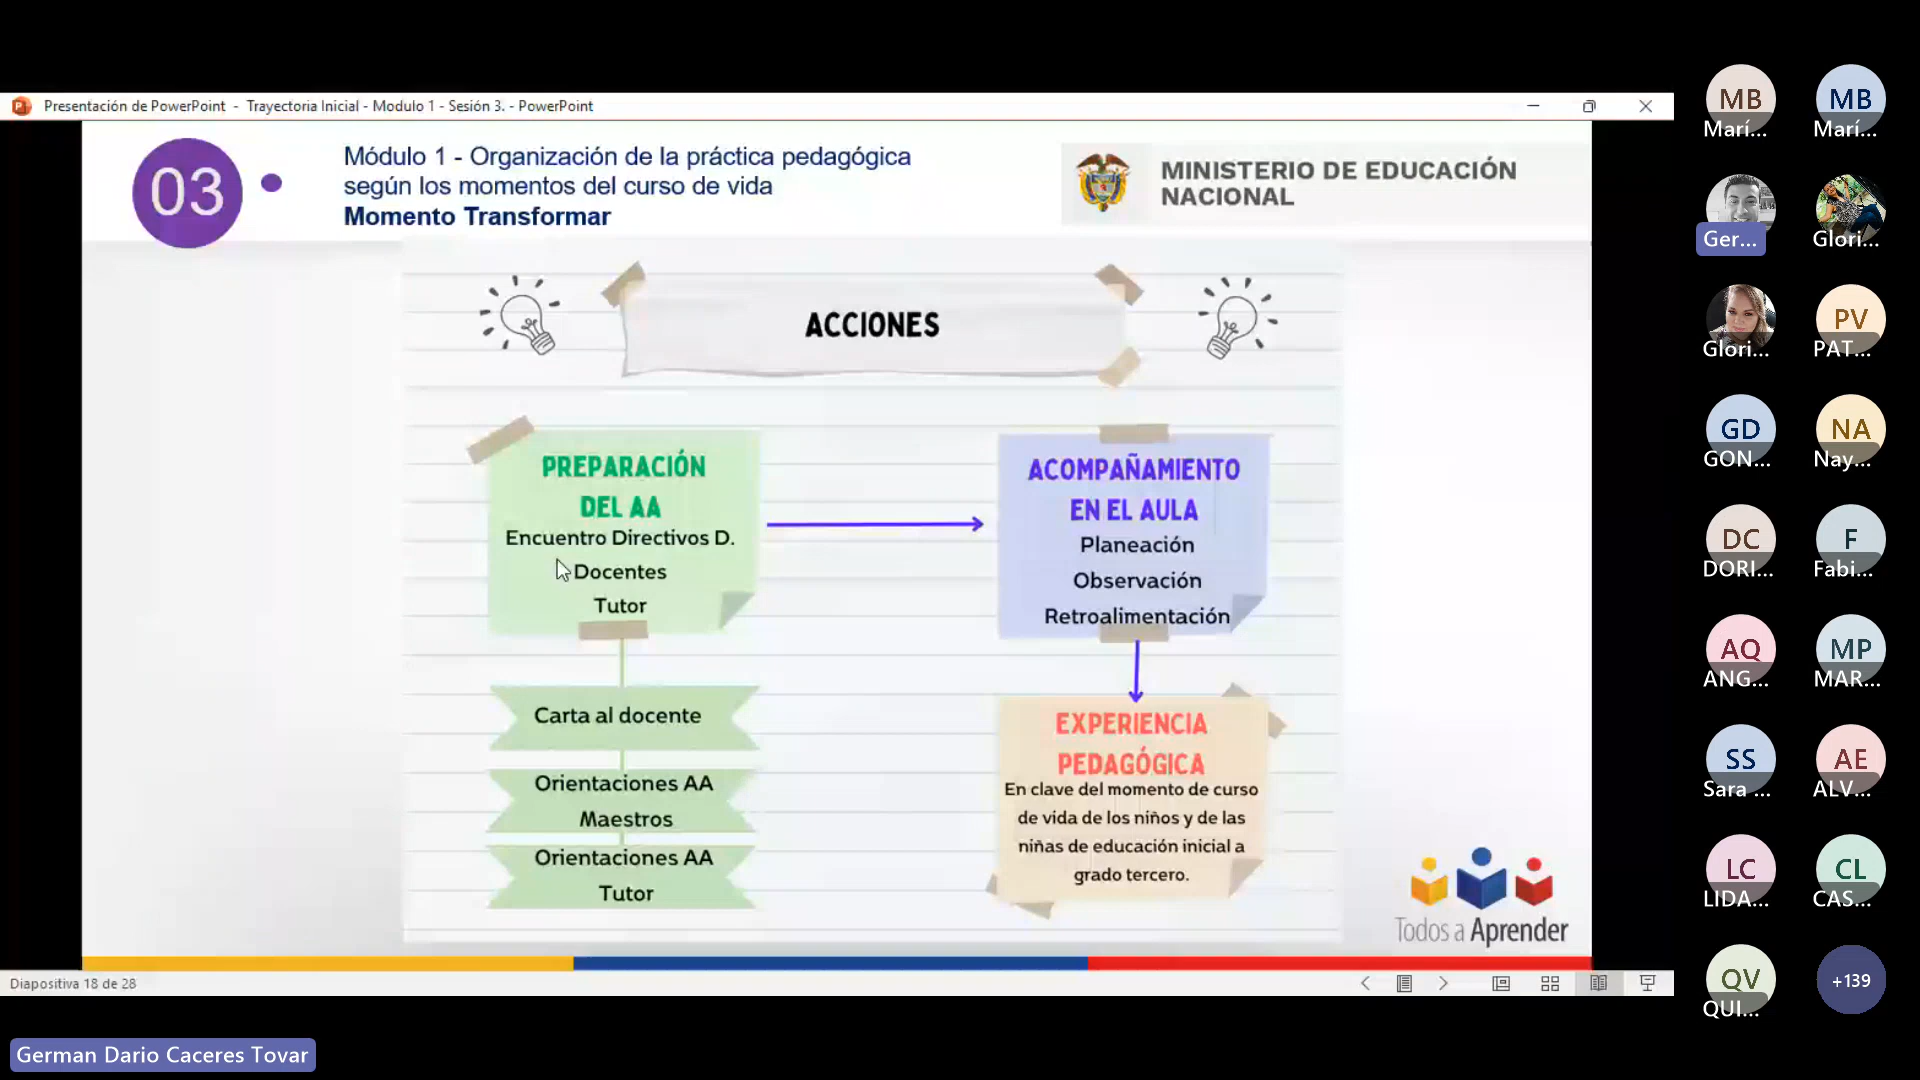 Presentación de PowerPoint - Trayectoria Inicial - Modulo 1 - Sesión 3. - PowerPoint
03
Módulo 1 - Organización de la práctica pedagógica
según los momentos del curso de vida
Momento Transformar
MINISTERIO DE EDUCACIÓN
NACIONAL
ACCIONES
PREPARACIÓN
DEL AA
Encuentro Directivos D.
Docentes
Tutor
Carta al docente
Orientaciones AA
Maestros
Orientaciones AA
Tutor
ACOMPAÑAMIENTO
EN EL AULA
Planeación
Observación
Retroalimentación
EXPERIENCIA
PEDAGÓGICA
En clave del momento de curso
de vida de los niños y de las
niñas de educación inicial a
grado tercero.
Todos a Aprender
Diapositiva 18 de 28
German Dario Caceres Tovar
MB
Marí...
MB
Marí...
Ger...
Glori...
Glori...
PV
PAT...
GD
GON...
NA
Nay...
DC
DORI...
F
Fabi...
AQ
ANG...
MP
MAR...
SS
Sara ...
AE
ALV...
LC
LIDA...
CL
CAS...
QV
QUI...
+139